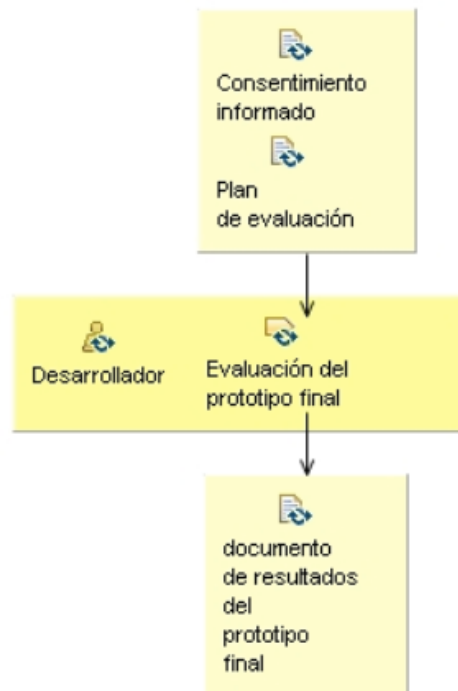 Consentimiento
informado
Plan
de evaluación
Desarrollador
Evaluación del
prototipo final
documento
de resultados
del
prototipo
final